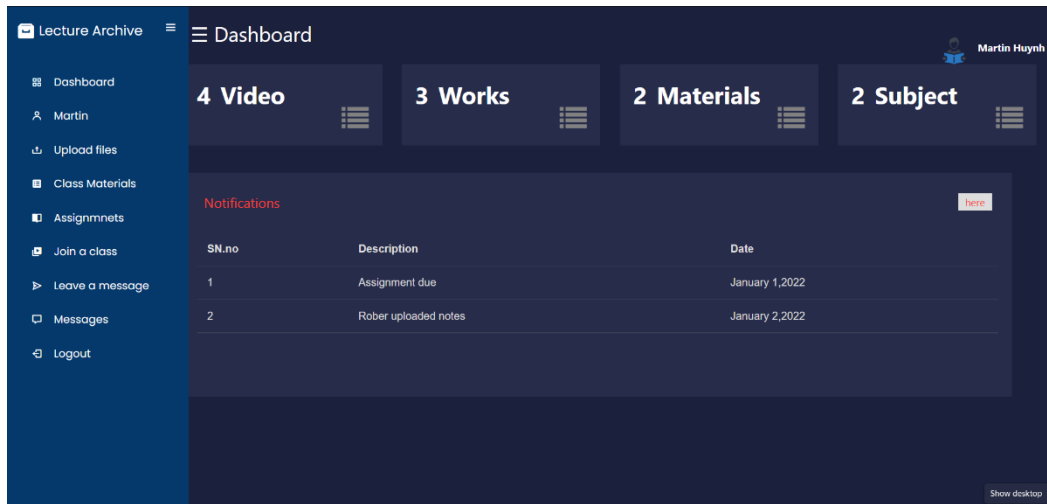 Lecture Archive
Dashboard
Martin
Upload files
Class Materials
Assignmnets
Join a class
Leave a message
Messages
Logout
Dashboard
Martin Huynh
4 Video
3 Works
2 Materials
2 Subject
Notifications
here
SN.no Description Date
1 Assignment due January 1,2022
2 Rober uploaded notes January 2,2022
Show desktop